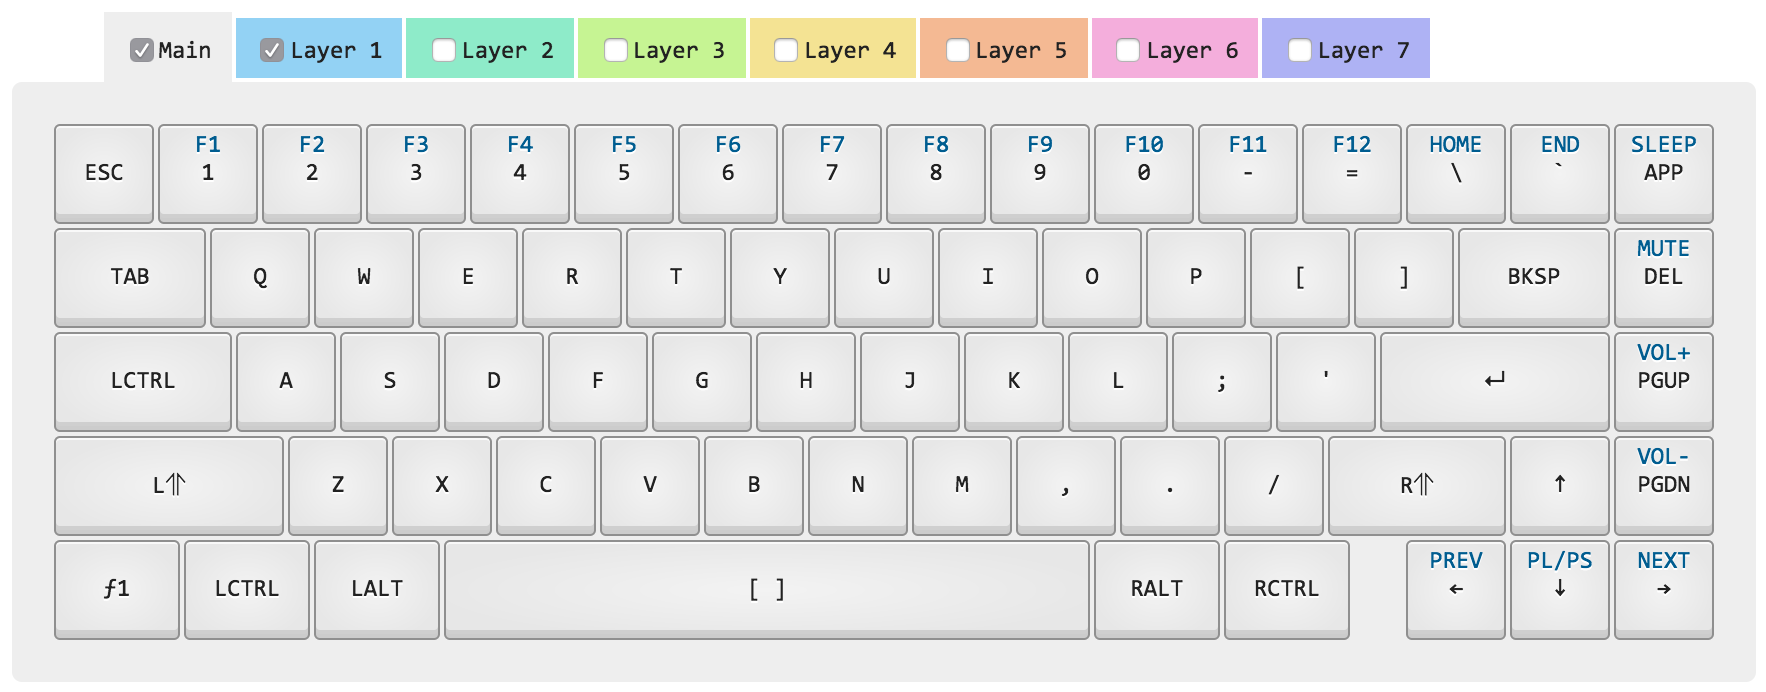 Main Layer 1 Layer 2 Layer 3 Layer 4 Layer 5 Layer 6 Layer 7
F1 F2 F3 F4 F5 F6 F7 F8 F9 F10 F11 F12 HOME END SLEEP
ESC 1 2 3 4 5 6 7 8 9 0 - = \ ` APP
MUTE
TAB Q W E R T Y U I O P [ ] BKSP DEL
VOL+
LCTRL A S D F G H J K L ; ' ↵ PGUP
VOL-
L⥣ Z X C V B N M , . / R⥣ ↑ PGDN
PREV PL/PS NEXT
ƒ1 LCTRL LALT [ ] RALT RCTRL ← ↓ →